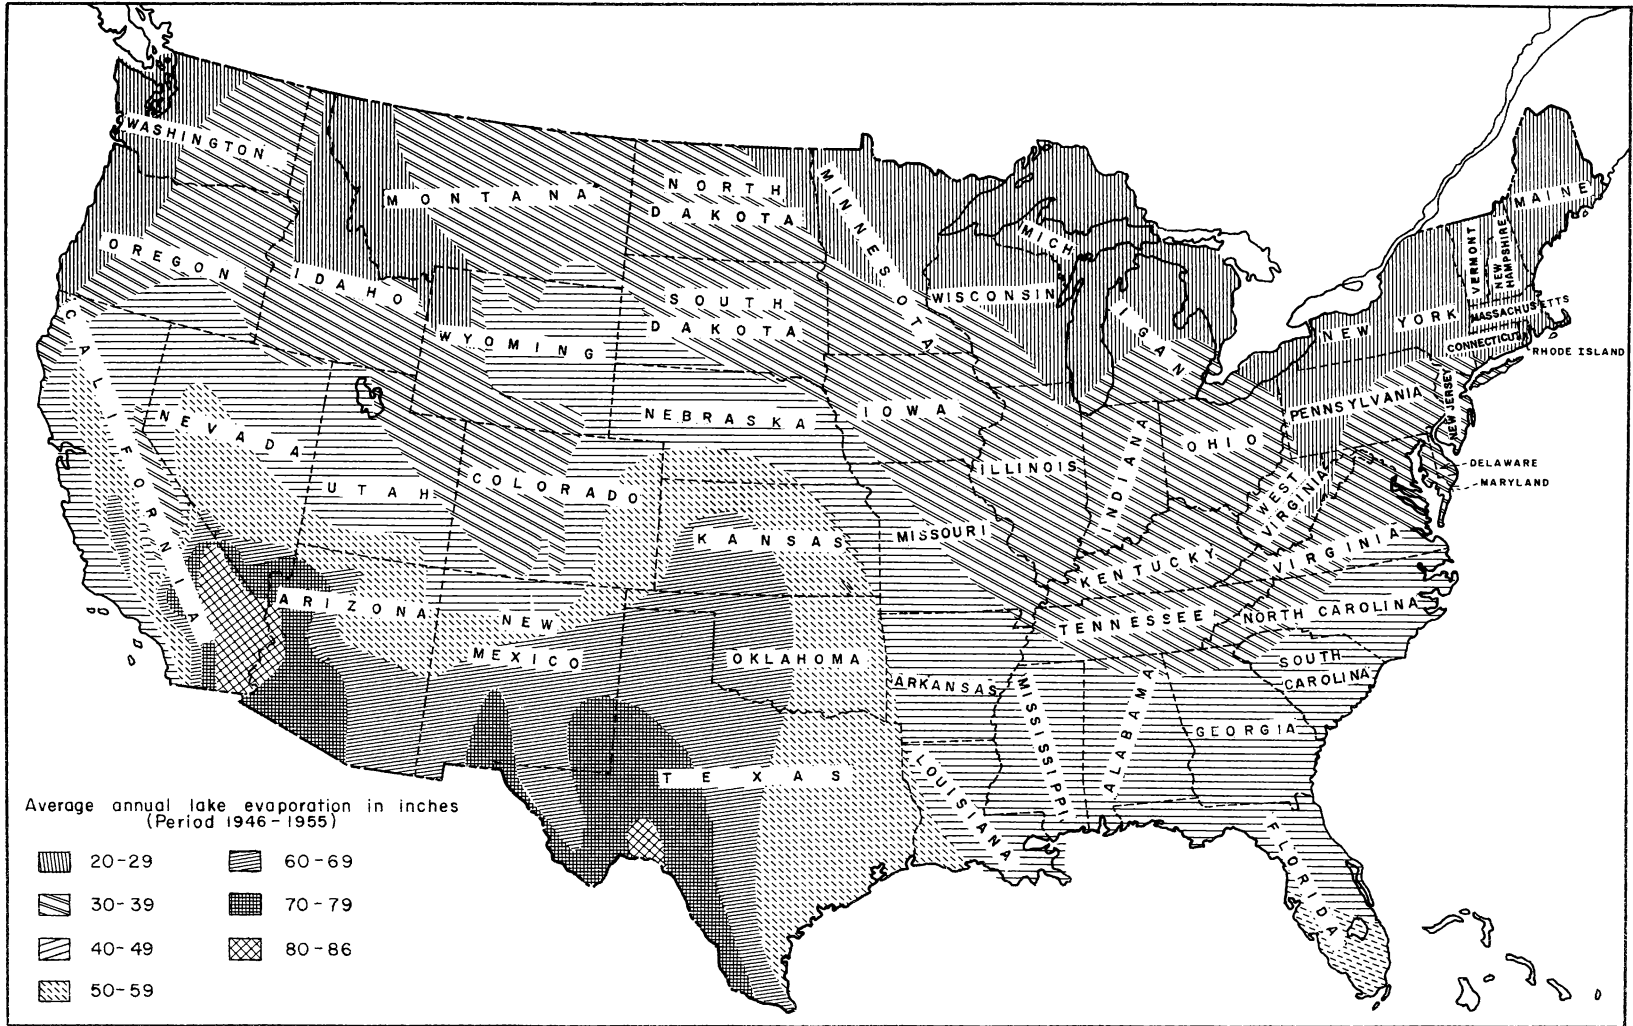 WASHINGTON
OREGON
CALIFORNIA
NEVADA
IDAHO
MONTANA
WYOMING
UTAH
COLORADO
ARIZONA
NEW
MEXICO
NORTH
DAKOTA
SOUTH
DAKOTA
NEBRASKA
KANSAS
OKLAHOMA
TEXAS
MINNESOTA
IOWA
MISSOURI
ARKANSAS
LOUISIANA
WISCONSIN
MICH
IGAN
ILLINOIS
INDIANA
OHIO
KENTUCKY
TENNESSEE
MISSISSIPPI
ALABAMA
GEORGIA
FLORIDA
SOUTH
CAROLINA
NORTH CAROLINA
VIRGINIA
WEST
VIRGINIA
PENNSYLVANIA
NEW YORK
VERMONT
NEW
HAMPSHIRE
MAINE
MASSACHUSETTS
CONNECTICUT
RHODE ISLAND
NEW JERSEY
DELAWARE
MARYLAND
Average annual lake evaporation in inches
(Period 1946-1955)
20-29
30-39
40-49
50-59
60-69
70-79
80-86